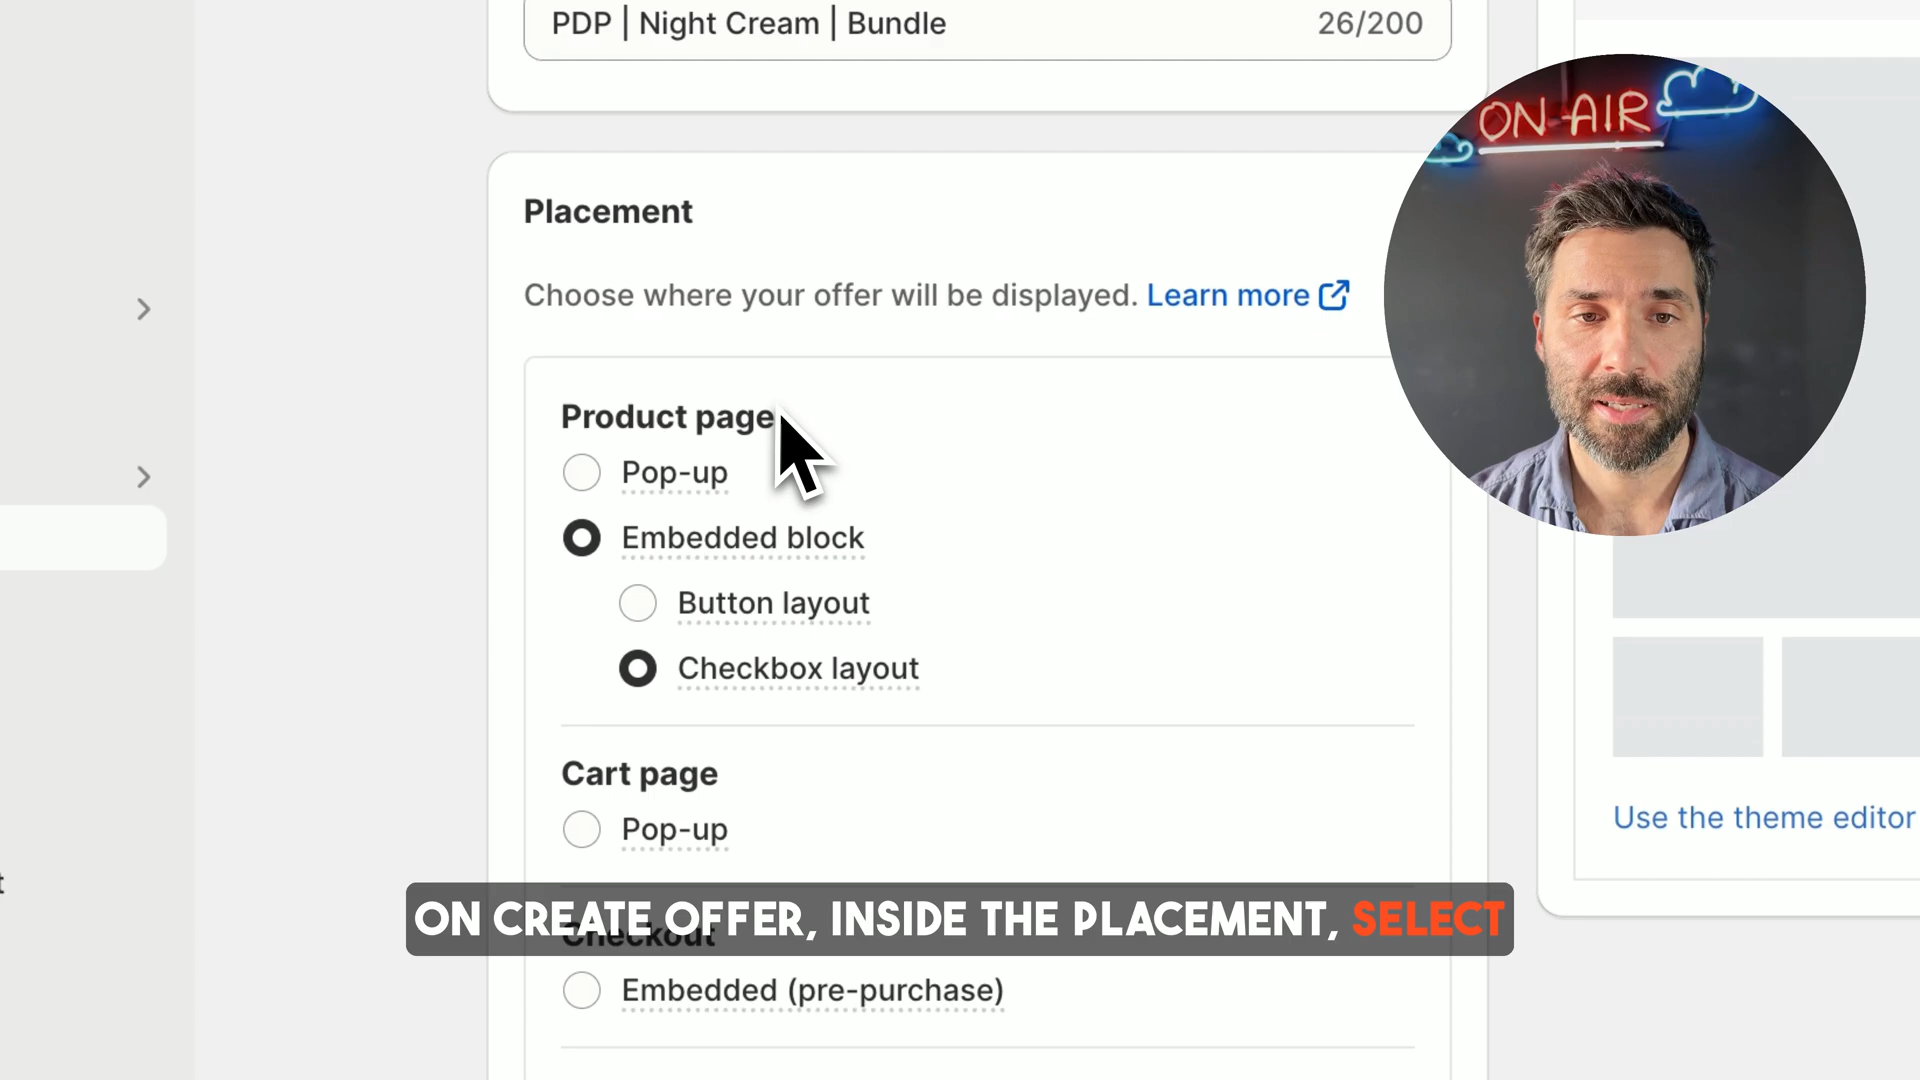 PDP | Night Cream | Bundle 26/200
ON AIR
Placement
Choose where your offer will be displayed. Learn more
Product page
Pop-up
Embedded block
Button layout
Checkbox layout
Cart page
Pop-up
Use the theme editor
ON CREATE OFFER, INSIDE THE PLACEMENT, SELECT
Checkout
Embedded (pre-purchase)